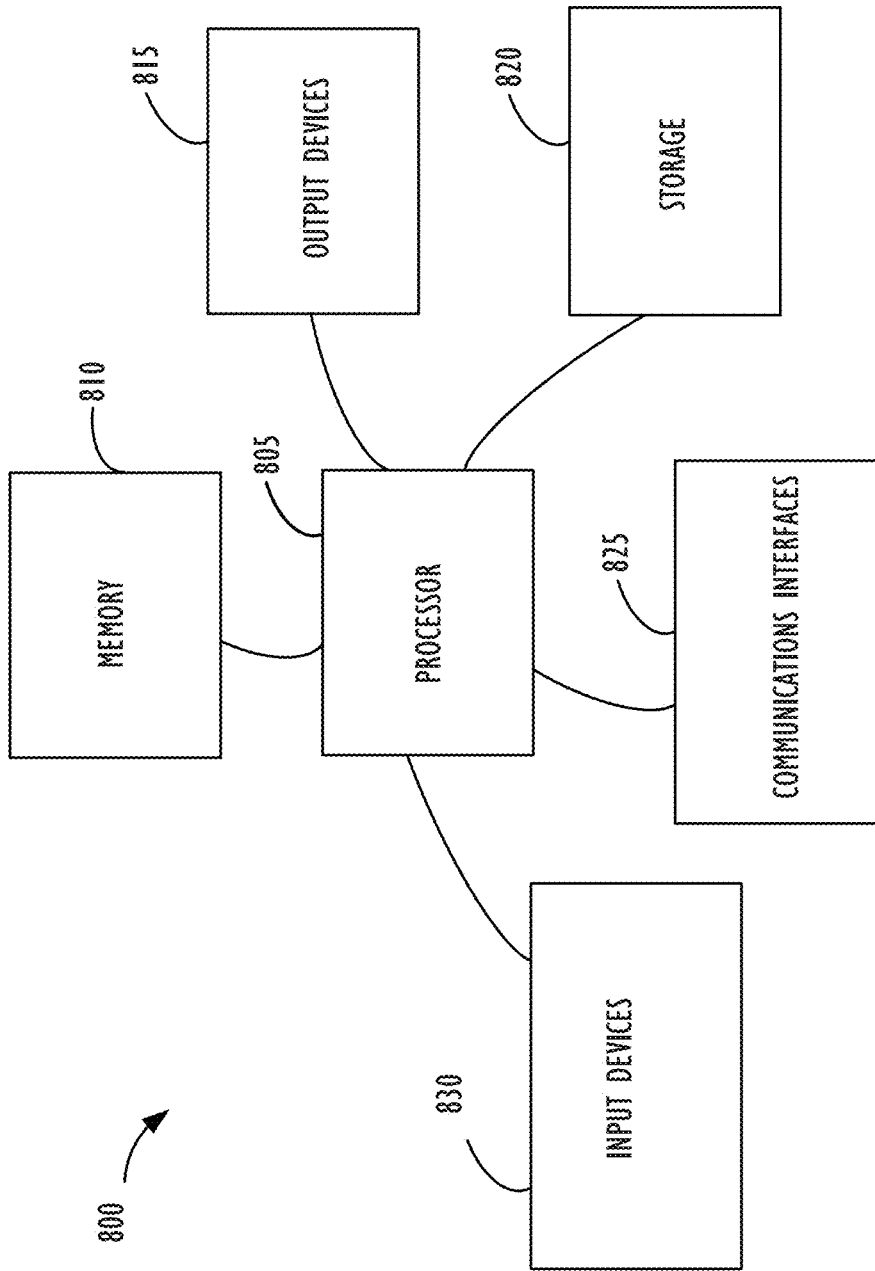 800
MEMORY
810
805
PROCESSOR
OUTPUT DEVICES
815
STORAGE
820
COMMUNICATIONS INTERFACES
825
INPUT DEVICES
830